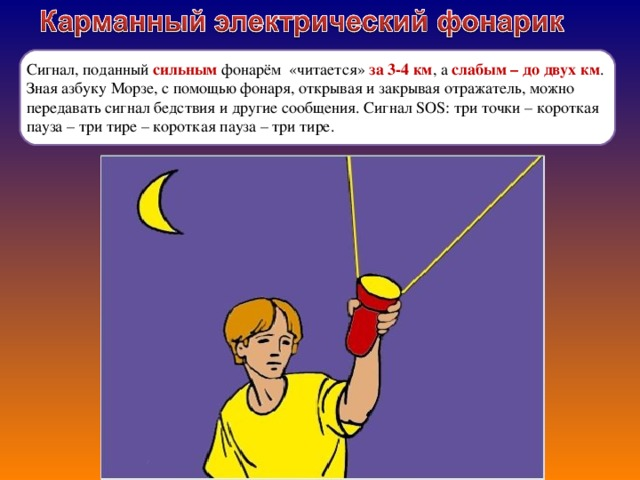 Карманный электрический фонарик
Сигнал, поданный сильным фонарём «читается» за 3-4 км, а слабым – до двух км.
Зная азбуку Морзе, с помощью фонаря, открывая и закрывая отражатель, можно
передавать сигнал бедствия и другие сообщения. Сигнал SOS: три точки – короткая
пауза – три тире – короткая пауза – три тире.